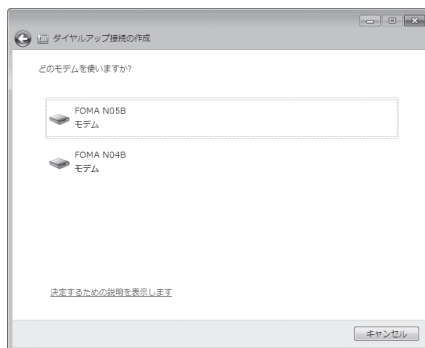 ダイヤルアップ接続の作成
どのモデムを使いますか?
FOMA N05B
モデム
FOMA N04B
モデム
決定するための説明を表示します
キャンセル